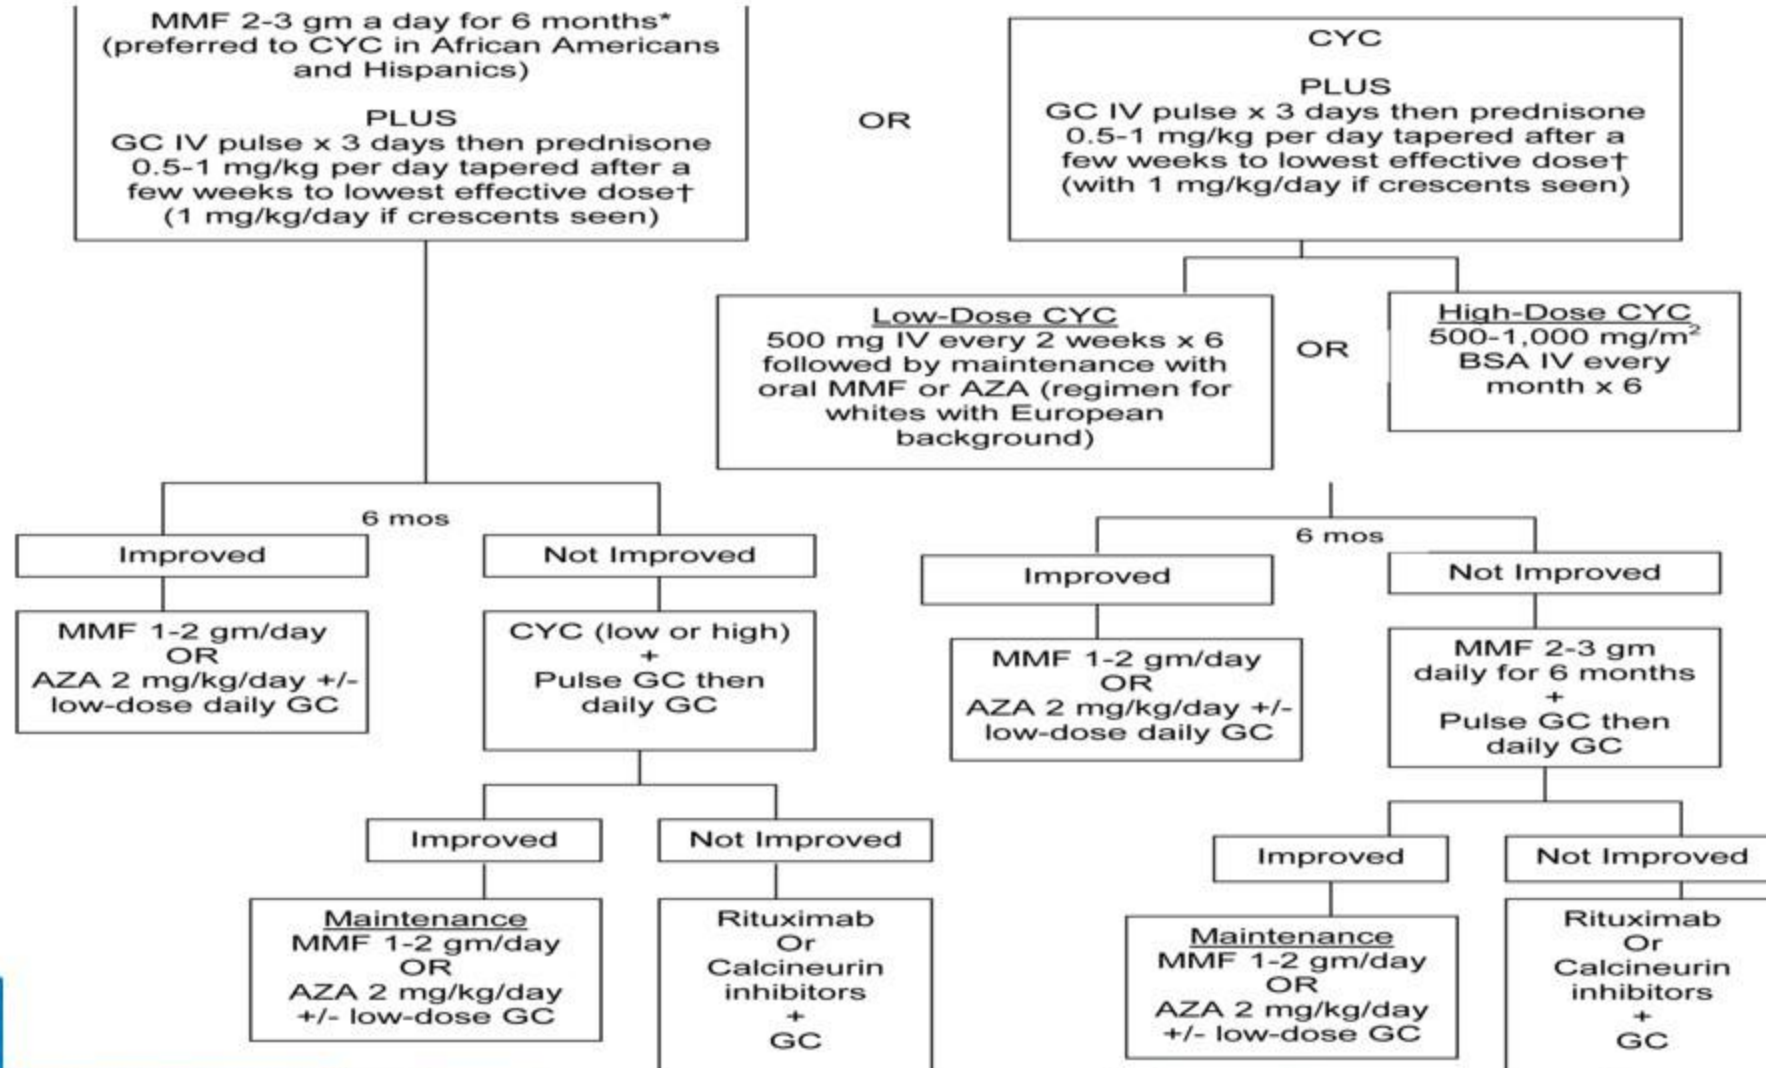 MMF 2-3 gm a day for 6 months*
(preferred to CYC in African Americans
and Hispanics)
PLUS
GC IV pulse x 3 days then prednisone
0.5-1 mg/kg per day tapered after a
few weeks to lowest effective dose†
(1 mg/kg/day if crescents seen)
OR
CYC
PLUS
GC IV pulse x 3 days then prednisone
0.5-1 mg/kg per day tapered after a
few weeks to lowest effective dose†
(with 1 mg/kg/day if crescents seen)
Low-Dose CYC
500 mg IV every 2 weeks x 6
followed by maintenance with
oral MMF or AZA (regimen for
whites with European
background)
OR
High-Dose CYC
500-1,000 mg/m²
BSA IV every
month x 6
6 mos
Improved
Not Improved
MMF 1-2 gm/day
OR
AZA 2 mg/kg/day +/-
low-dose daily GC
CYC (low or high)
+
Pulse GC then
daily GC
Improved
Not Improved
Maintenance
MMF 1-2 gm/day
OR
AZA 2 mg/kg/day
+/- low-dose GC
Rituximab
Or
Calcineurin
inhibitors
+
GC
6 mos
Improved
Not Improved
MMF 1-2 gm/day
OR
AZA 2 mg/kg/day +/-
low-dose daily GC
MMF 2-3 gm
daily for 6 months
+
Pulse GC then
daily GC
Improved
Not Improved
Maintenance
MMF 1-2 gm/day
OR
AZA 2 mg/kg/day
+/- low-dose GC
Rituximab
Or
Calcineurin
inhibitors
+
GC